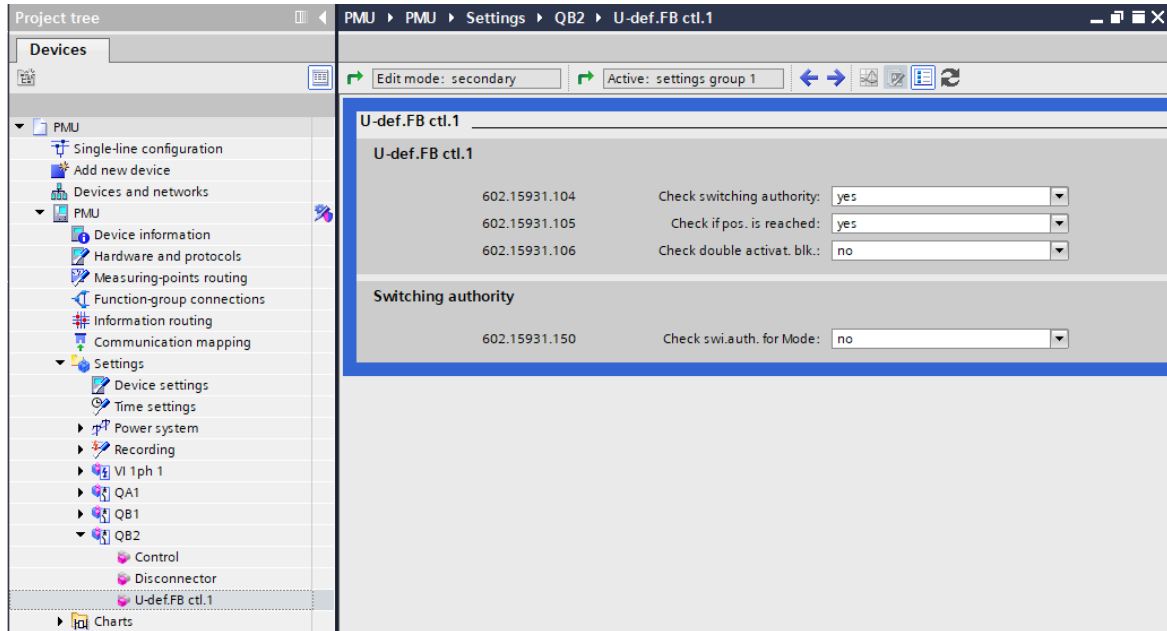 Project tree
PMU PMU Settings QB2 U-def.FB ctl.1
Devices
Edit mode: secondary
Active: settings group 1
PMU
Single-line configuration
Add new device
Devices and networks
PMU
Device information
Hardware and protocols
Measuring-points routing
Function-group connections
Information routing
Communication mapping
Settings
Device settings
Time settings
Power system
Recording
VI 1ph 1
QA1
QB1
QB2
Control
Disconnector
U-def.FB ctl.1
Charts
U-def.FB ctl.1
U-def.FB ctl.1
602.15931.104 Check switching authority: yes
602.15931.105 Check if pos. is reached: yes
602.15931.106 Check double activat. blk.: no
Switching authority
602.15931.150 Check swi.auth. for Mode: no